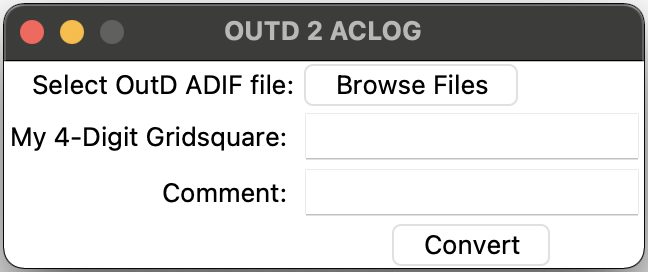 OUTD 2 ACLOG
Select OutD ADIF file: Browse Files
My 4-Digit Gridsquare:
Comment:
Convert